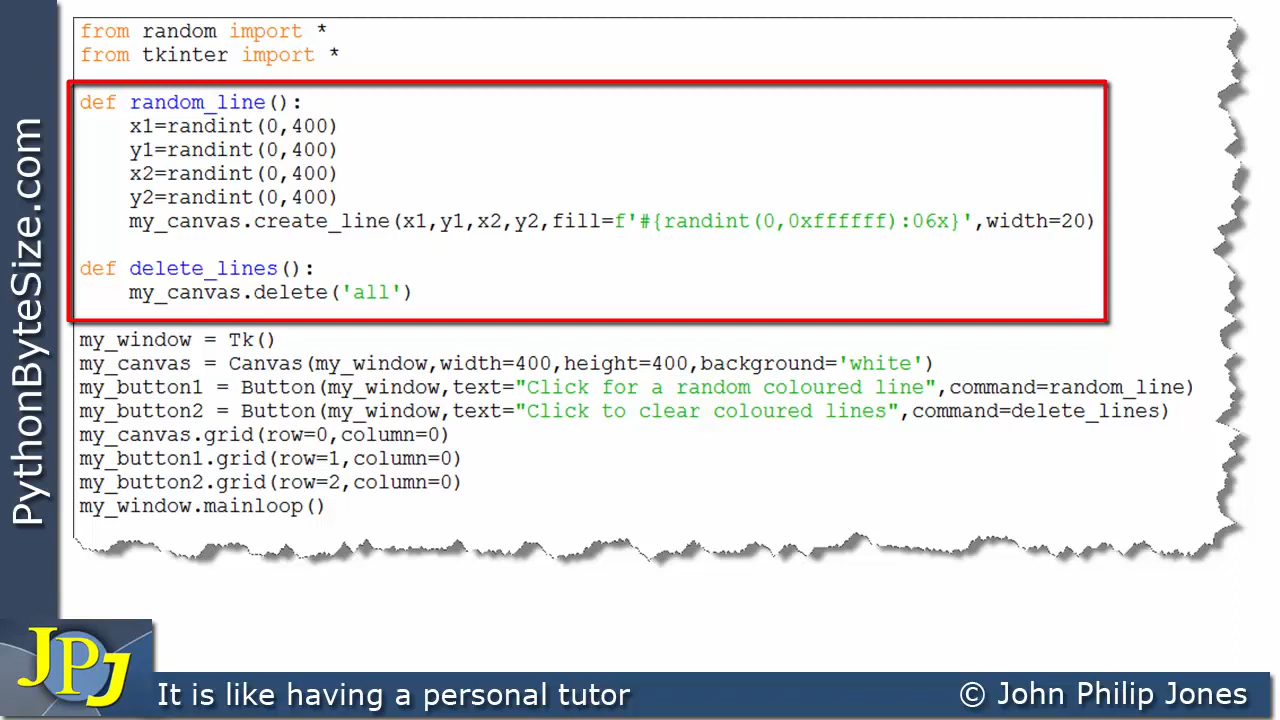 from random import *
from tkinter import *

def random_line():
    x1=randint(0,400)
    y1=randint(0,400)
    x2=randint(0,400)
    y2=randint(0,400)
    my_canvas.create_line(x1,y1,x2,y2,fill=f'#{randint(0,0xffffff):06x}',width=20)

def delete_lines():
    my_canvas.delete('all')

my_window = Tk()
my_canvas = Canvas(my_window,width=400,height=400,background='white')
my_button1 = Button(my_window,text="Click for a random coloured line",command=random_line)
my_button2 = Button(my_window,text="Click to clear coloured lines",command=delete_lines)
my_canvas.grid(row=0,column=0)
my_button1.grid(row=1,column=0)
my_button2.grid(row=2,column=0)
my_window.mainloop()
PythonByteSize.com
JPJ
It is like having a personal tutor
© John Philip Jones